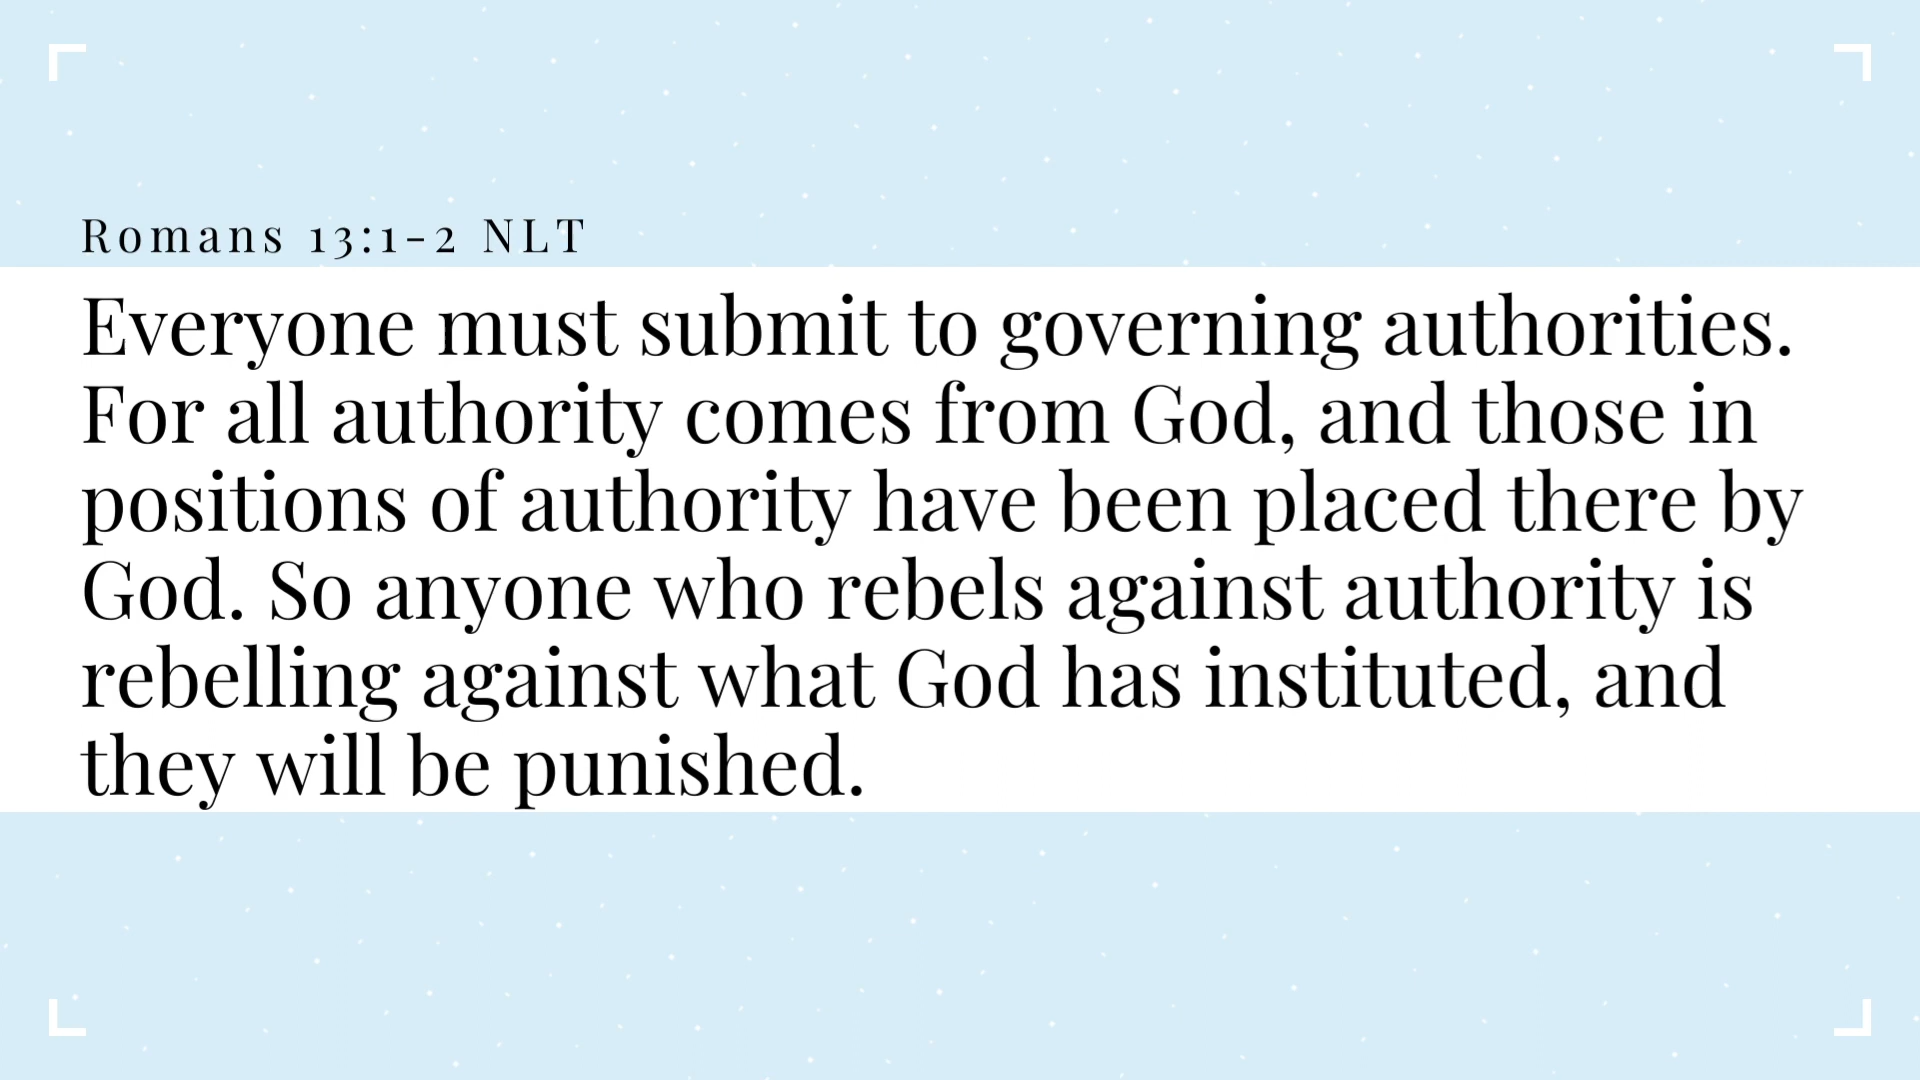 Romans 13:1-2 NLT
Everyone must submit to governing authorities.
For all authority comes from God, and those in
positions of authority have been placed there by
God. So anyone who rebels against authority is
rebelling against what God has instituted, and
they will be punished.